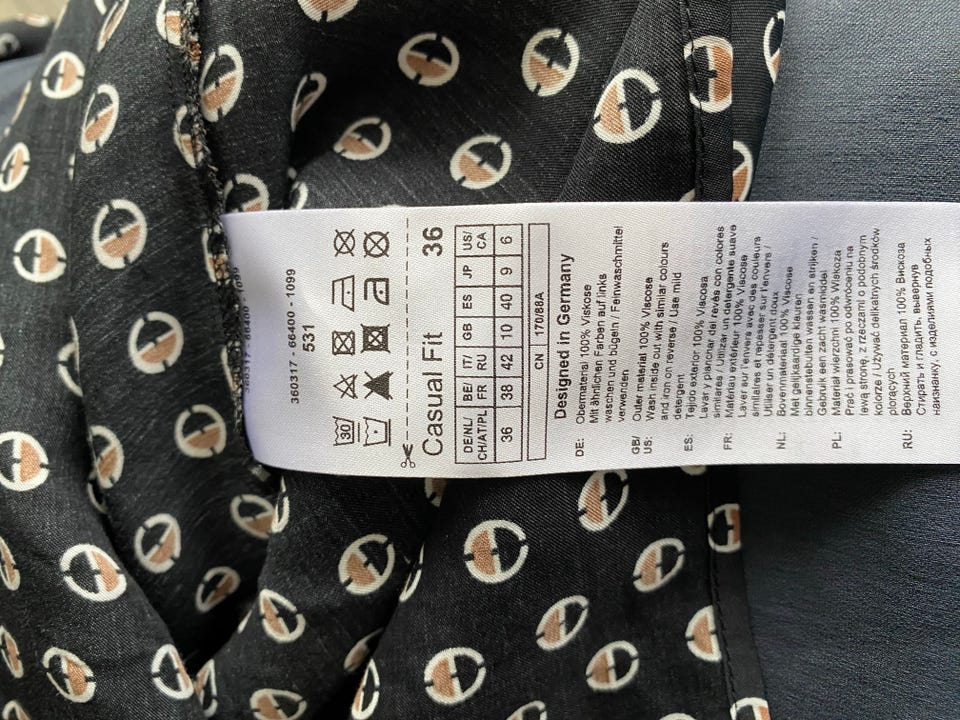 360317 - 66400 - 1099
531
30
Casual Fit 36
DE/NL/ BE/ IT/ GB ES JP US/
CH/AT/PL FR RU CA
36 38 42 10 40 9 6
CN 170/88A
Designed in Germany
DE: Obermaterial 100% Viskose
Mit ähnlichen Farben auf links
waschen und bügeln / Feinwaschmittel
verwenden
GB/ Outer material 100% Viscose
US: Wash inside out with similar colours
and iron on reverse / Use mild
detergent
ES: Tejido exterior 100% Viscosa
Lavar y planchar del revés con colores
similares / Utilizar un detergente suave
FR: Matériau extérieur 100% Viscose
Laver sur l'envers avec des couleurs
similaires et repasser sur l'envers /
Utiliser un détergent doux
NL: Bovenmateriaal 100% Viscose
Met gelijkaardige kleuren
binnenstebuiten wassen en strijken /
Gebruik een zacht wasmiddel
PL: Materiał wierzchni 100% Wiskoza
Prać i prasować po odwróceniu na
lewą stronę, z rzeczami o podobnym
kolorze / Używać delikatnych środków
piorących
RU: Верхний материал 100% Вискоза
Стирать и гладить, вывернув
наизнанку, с изделиями подобных